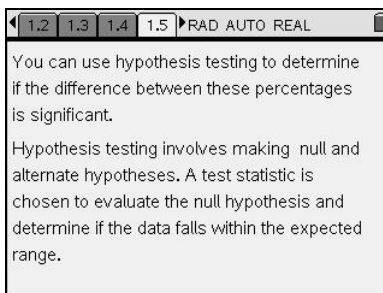 1.2 1.3 1.4 1.5 RAD AUTO REAL
You can use hypothesis testing to determine
if the difference between these percentages
is significant.
Hypothesis testing involves making null and
alternate hypotheses. A test statistic is
chosen to evaluate the null hypothesis and
determine if the data falls within the expected
range.